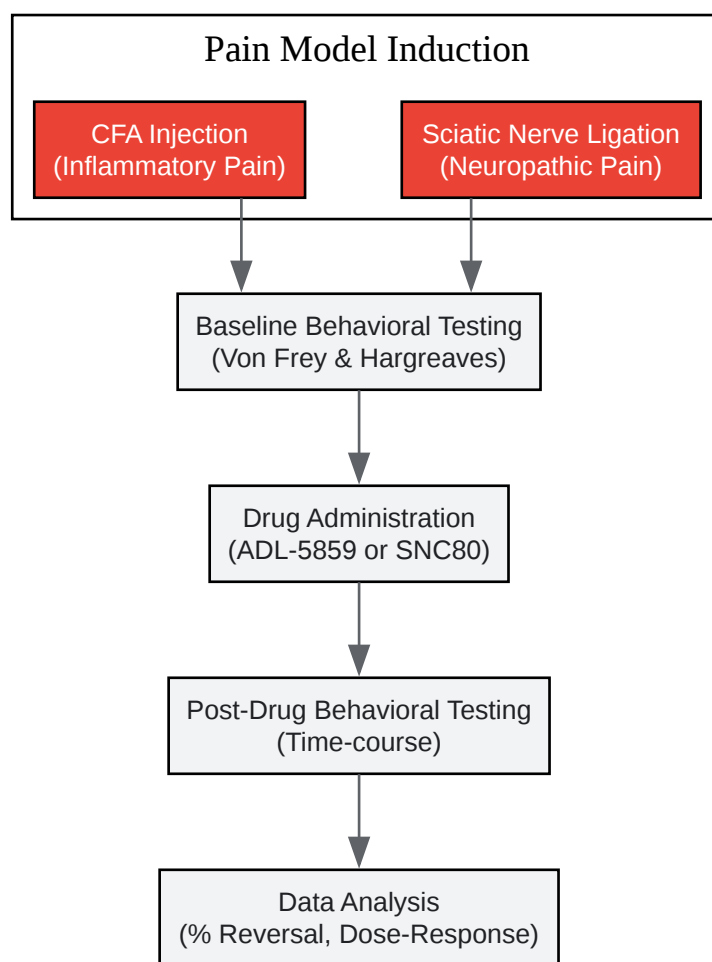 Pain Model Induction
CFA Injection
(Inflammatory Pain)
Sciatic Nerve Ligation
(Neuropathic Pain)
Baseline Behavioral Testing
(Von Frey & Hargreaves)
Drug Administration
(ADL-5859 or SNC80)
Post-Drug Behavioral Testing
(Time-course)
Data Analysis
(% Reversal, Dose-Response)